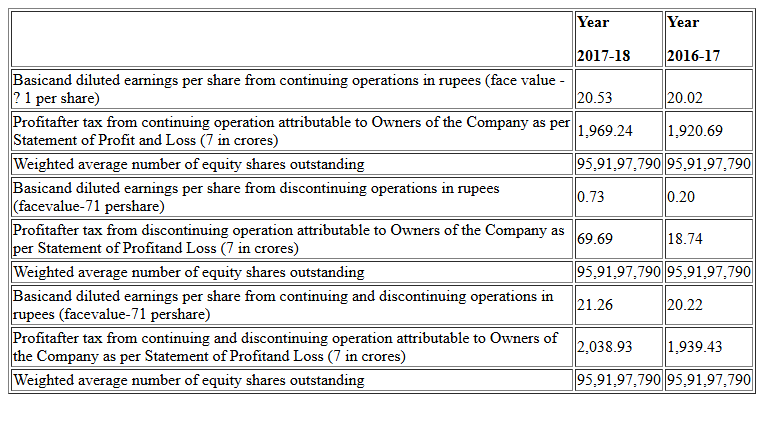 Year Year
2017-18 2016-17
Basicand diluted earnings per share from continuing operations in rupees (face value -
? 1 per share) 20.53 20.02
Profitafter tax from continuing operation attributable to Owners of the Company as per
Statement of Profit and Loss (7 in crores) 1,969.24 1,920.69
Weighted average number of equity shares outstanding 95,91,97,790 95,91,97,790
Basicand diluted earnings per share from discontinuing operations in rupees
(facevalue-71 pershare) 0.73 0.20
Profitafter tax from discontinuing operation attributable to Owners of the Company as
per Statement of Profitand Loss (7 in crores) 69.69 18.74
Weighted average number of equity shares outstanding 95,91,97,790 95,91,97,790
Basicand diluted earnings per share from continuing and discontinuing operations in
rupees (facevalue-71 pershare) 21.26 20.22
Profitafter tax from continuing and discontinuing operation attributable to Owners of
the Company as per Statement of Profitand Loss (7 in crores) 2,038.93 1,939.43
Weighted average number of equity shares outstanding 95,91,97,790 95,91,97,790